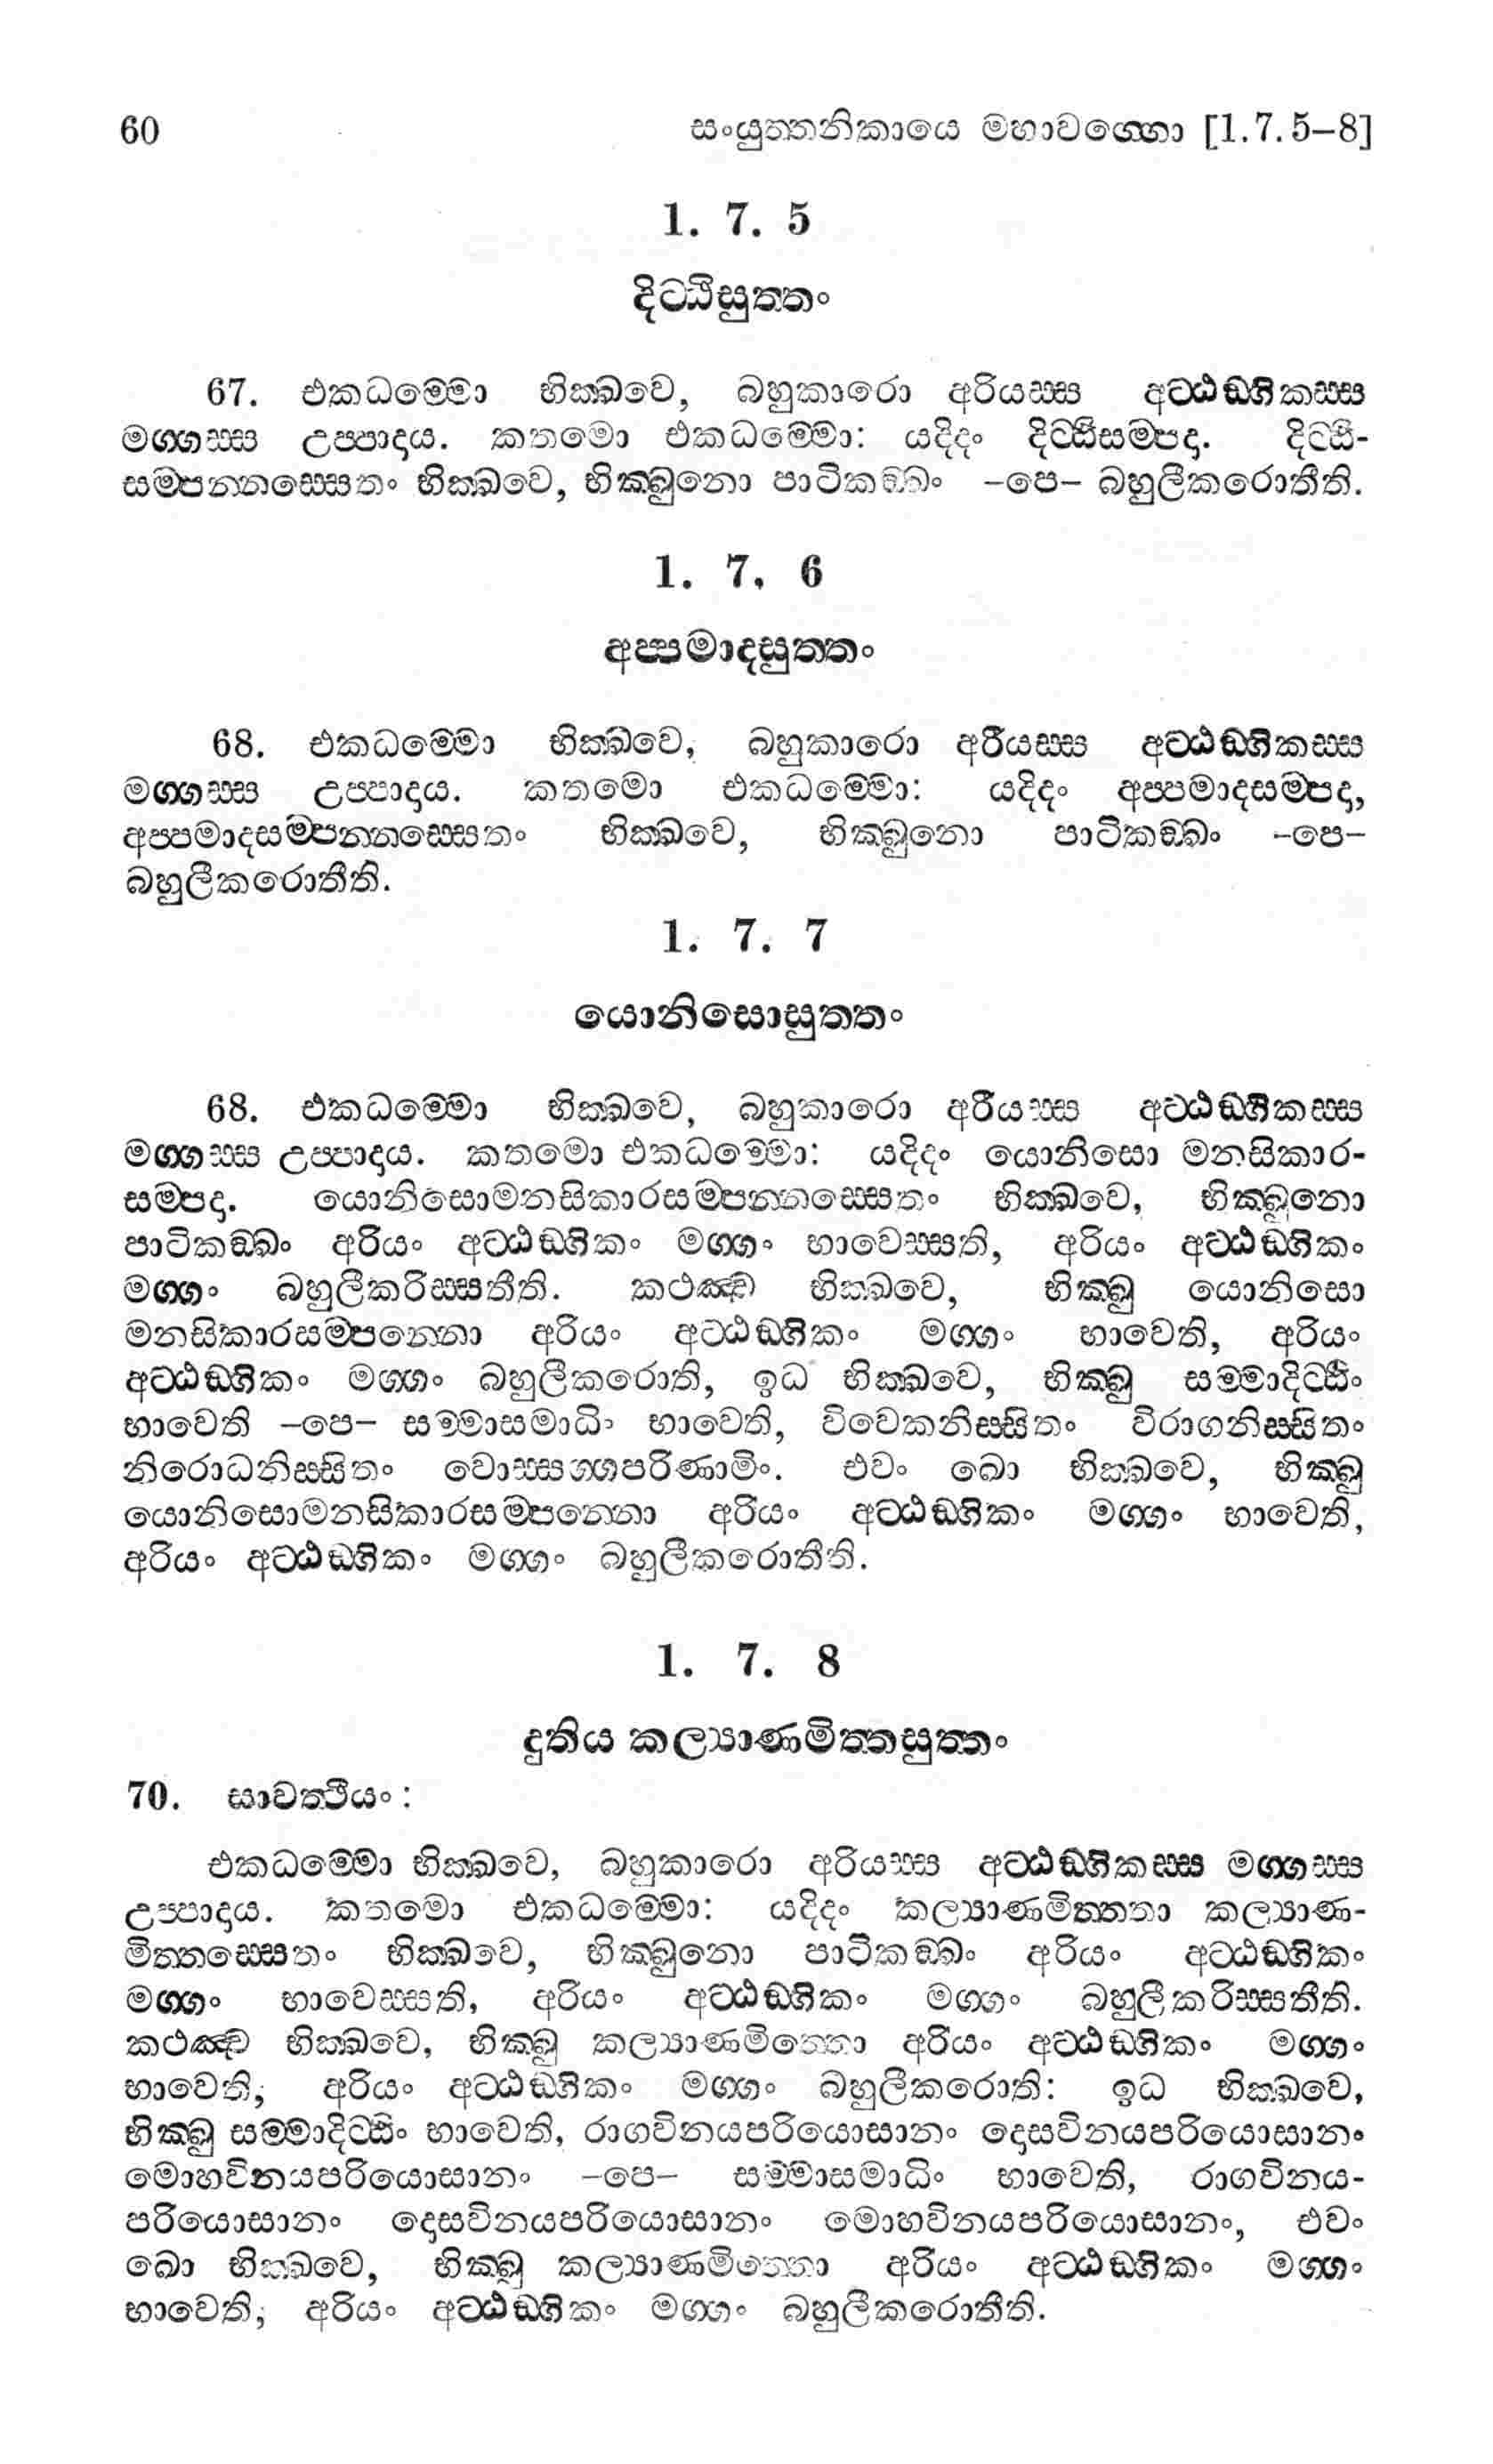 60 සංයුත්තනිකායෙ මහාවග්ගො [1.7.5–8]
1. 7. 5
දිට්ඨිසුත්තං
67. එකධම්මො භික්ඛවෙ, බහුකාරො අරියස්ස අට්ඨඞ්ගිකස්ස
මග්ගස්ස උප්පාදාය. කතමො එකධම්මො: යදිදං දිට්ඨිසම්පදා. දිට්ඨි-
සම්පන්නස්සෙතං භික්ඛවෙ, භික්ඛුනො පාටිකඞ්ඛං –පෙ– බහුලීකරොතීති.
1. 7. 6
අප්පමාදසුත්තං
68. එකධම්මො භික්ඛවෙ, බහුකාරො අරියස්ස අට්ඨඞ්ගිකස්ස
මග්ගස්ස උප්පාදාය. කතමො එකධම්මො: යදිදං අප්පමාදසම්පදා,
අප්පමාදසම්පන්නස්සෙතං භික්ඛවෙ, භික්ඛුනො පාටිකඞ්ඛං –පෙ–
බහුලීකරොතීති.
1. 7. 7
යොනිසොසුත්තං
68. එකධම්මො භික්ඛවෙ, බහුකාරො අරියස්ස අට්ඨඞ්ගිකස්ස
මග්ගස්ස උප්පාදාය. කතමො එකධම්මො: යදිදං යොනිසො මනසිකාර-
සම්පදා. යොනිසොමනසිකාරසම්පන්නස්සෙතං භික්ඛවෙ, භික්ඛුනො
පාටිකඞ්ඛං අරියං අට්ඨඞ්ගිකං මග්ගං භාවෙස්සති, අරියං අට්ඨඞ්ගිකං
මග්ගං බහුලීකරිස්සතීති. කථඤ්ච භික්ඛවෙ, භික්ඛු යොනිසො
මනසිකාරසම්පන්නො අරියං අට්ඨඞ්ගිකං මග්ගං භාවෙති, අරියං
අට්ඨඞ්ගිකං මග්ගං බහුලීකරොති, ඉධ භික්ඛවෙ, භික්ඛු සම්මාදිට්ඨිං
භාවෙති –පෙ– සම්මාසමාධිං භාවෙති, විවෙකනිස්සිතං විරාගනිස්සිතං
නිරොධනිස්සිතං වොස්සග්ගපරිණාමිං. එවං ඛො භික්ඛවෙ, භික්ඛු
යොනිසොමනසිකාරසම්පන්නො අරියං අට්ඨඞ්ගිකං මග්ගං භාවෙති,
අරියං අට්ඨඞ්ගිකං මග්ගං බහුලීකරොතීති.
1. 7. 8
දුතිය කල්‍යාණමිත්තසුත්තං
70. සාවත්ථියං :
එකධම්මො භික්ඛවෙ, බහුකාරො අරියස්ස අට්ඨඞ්ගිකස්ස මග්ගස්ස
උප්පාදාය. කතමො එකධම්මො: යදිදං කල්‍යාණමිත්තතා කල්‍යාණ-
මිත්තස්සෙතං භික්ඛවෙ, භික්ඛුනො පාටිකඞ්ඛං අරියං අට්ඨඞ්ගිකං
මග්ගං භාවෙස්සති, අරියං අට්ඨඞ්ගිකං මග්ගං බහුලීකරිස්සතීති.
කථඤ්ච භික්ඛවෙ, භික්ඛු කල්‍යාණමිත්තො අරියං අට්ඨඞ්ගිකං මග්ගං
භාවෙති, අරියං අට්ඨඞ්ගිකං මග්ගං බහුලීකරොති: ඉධ භික්ඛවෙ,
භික්ඛු සම්මාදිට්ඨිං භාවෙති, රාගවිනයපරියොසානං දොසවිනයපරියොසානං
මොහවිනයපරියොසානං –පෙ– සම්මාසමාධිං භාවෙති, රාගවිනය-
පරියොසානං දොසවිනයපරියොසානං මොහවිනයපරියොසානං, එවං
ඛො භික්ඛවෙ, භික්ඛු කල්‍යාණමිත්තො අරියං අට්ඨඞ්ගිකං මග්ගං
භාවෙති, අරියං අට්ඨඞ්ගිකං මග්ගං බහුලීකරොතීති.